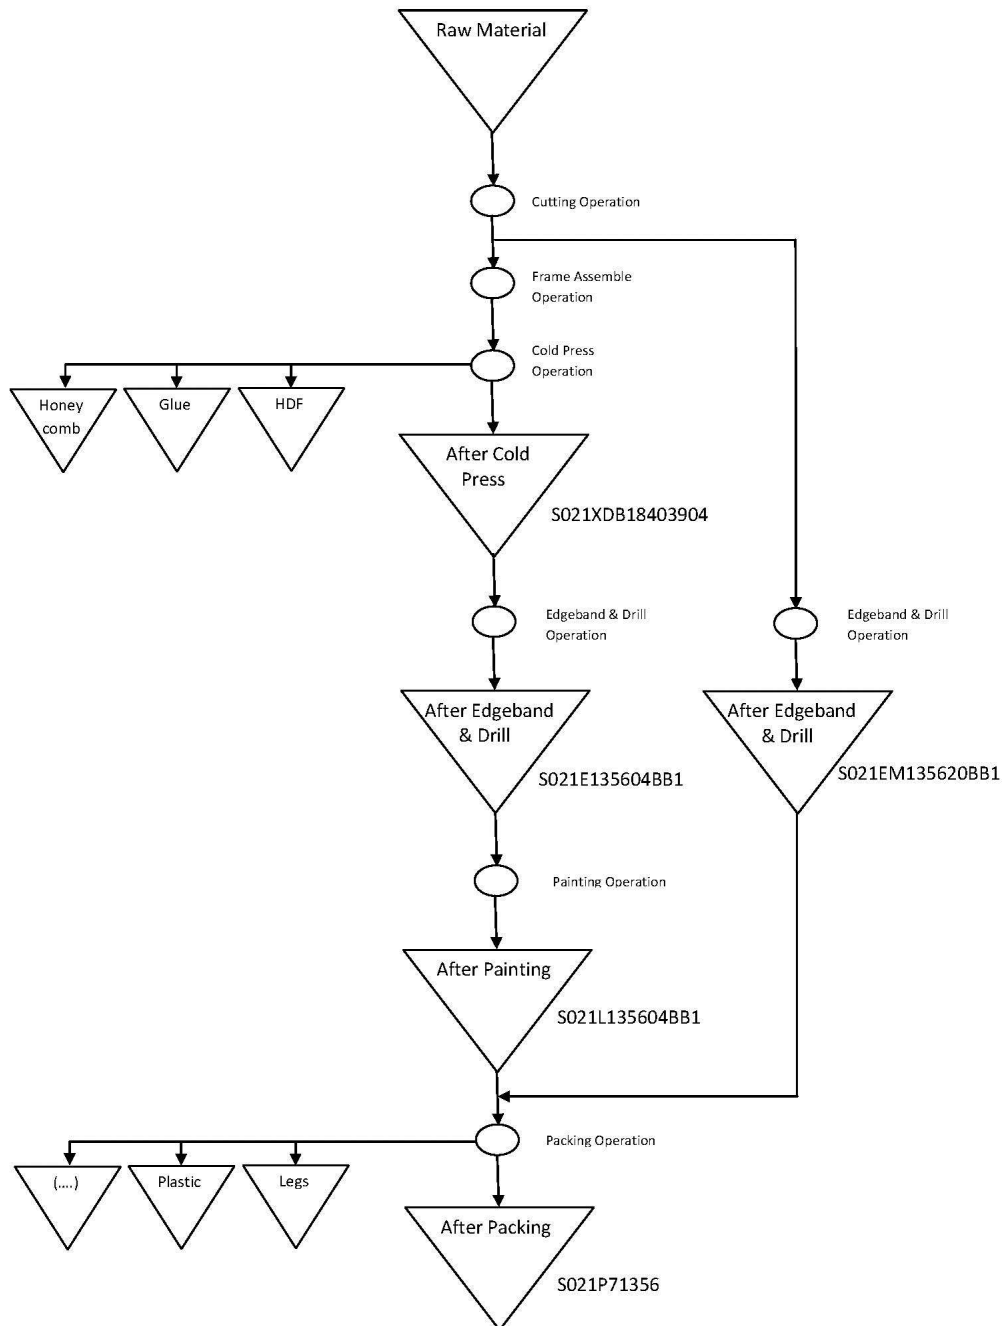 Raw Material
Cutting Operation
Frame Assemble
Operation
Cold Press
Operation
Honey
comb
Glue
HDF
After Cold
Press
S021XDB18403904
Edgeband & Drill
Operation
Edgeband & Drill
Operation
After Edgeband
& Drill
S021E135604BB1
After Edgeband
& Drill
S021EM135620BB1
Painting Operation
After Painting
S021L135604BB1
Packing Operation
(....)
Plastic
Legs
After Packing
S021P71356